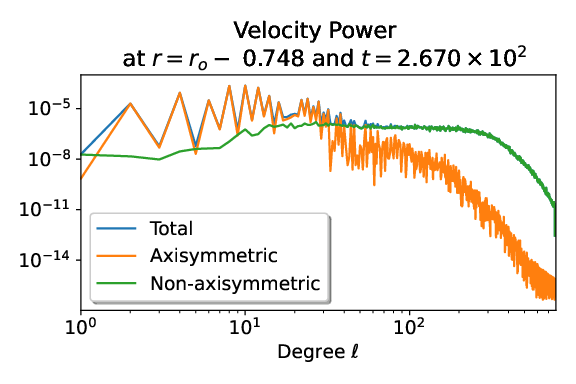 Velocity Power
at r = r_o − 0.748 and t = 2.670 × 10^2
10^−5
10^−8
10^−11
10^−14
Total
Axisymmetric
Non-axisymmetric
10^0 10^1 10^2
Degree ℓ